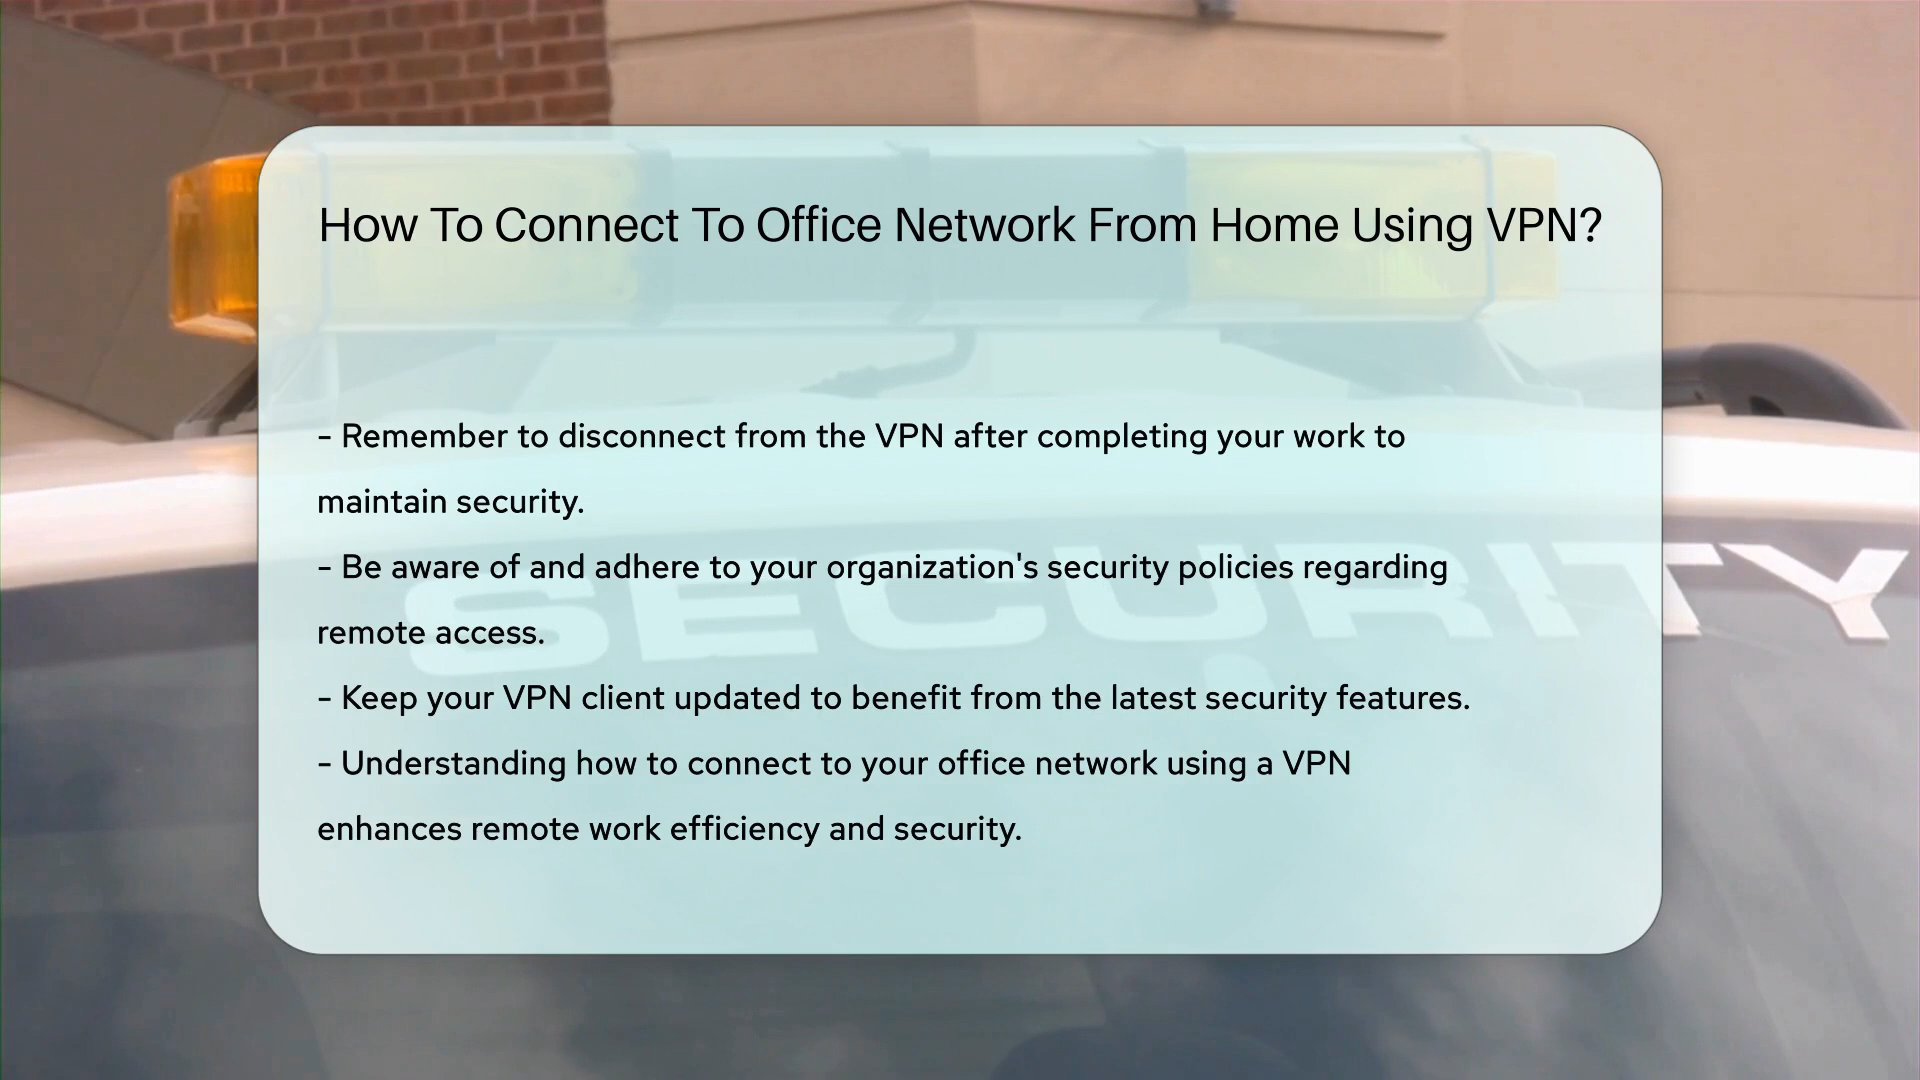 How To Connect To Office Network From Home Using VPN?
- Remember to disconnect from the VPN after completing your work to
maintain security.
- Be aware of and adhere to your organization's security policies regarding
remote access.
- Keep your VPN client updated to benefit from the latest security features.
- Understanding how to connect to your office network using a VPN
enhances remote work efficiency and security.
SECURITY